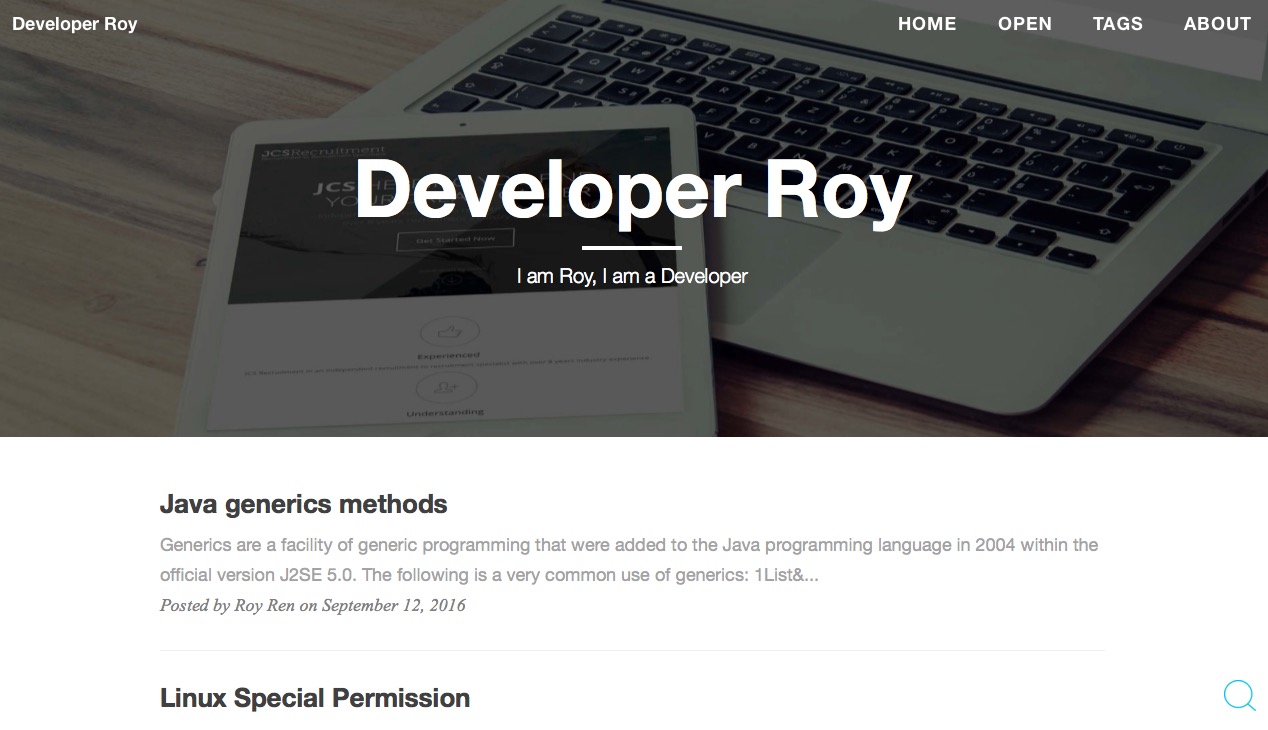 Developer Roy
HOME OPEN TAGS ABOUT
JCSRecruitment
Developer Roy
Get Started Now
I am Roy, I am a Developer
Experienced
Understanding
Java generics methods
Generics are a facility of generic programming that were added to the Java programming language in 2004 within the
official version J2SE 5.0. The following is a very common use of generics: 1List&...
Posted by Roy Ren on September 12, 2016
Linux Special Permission